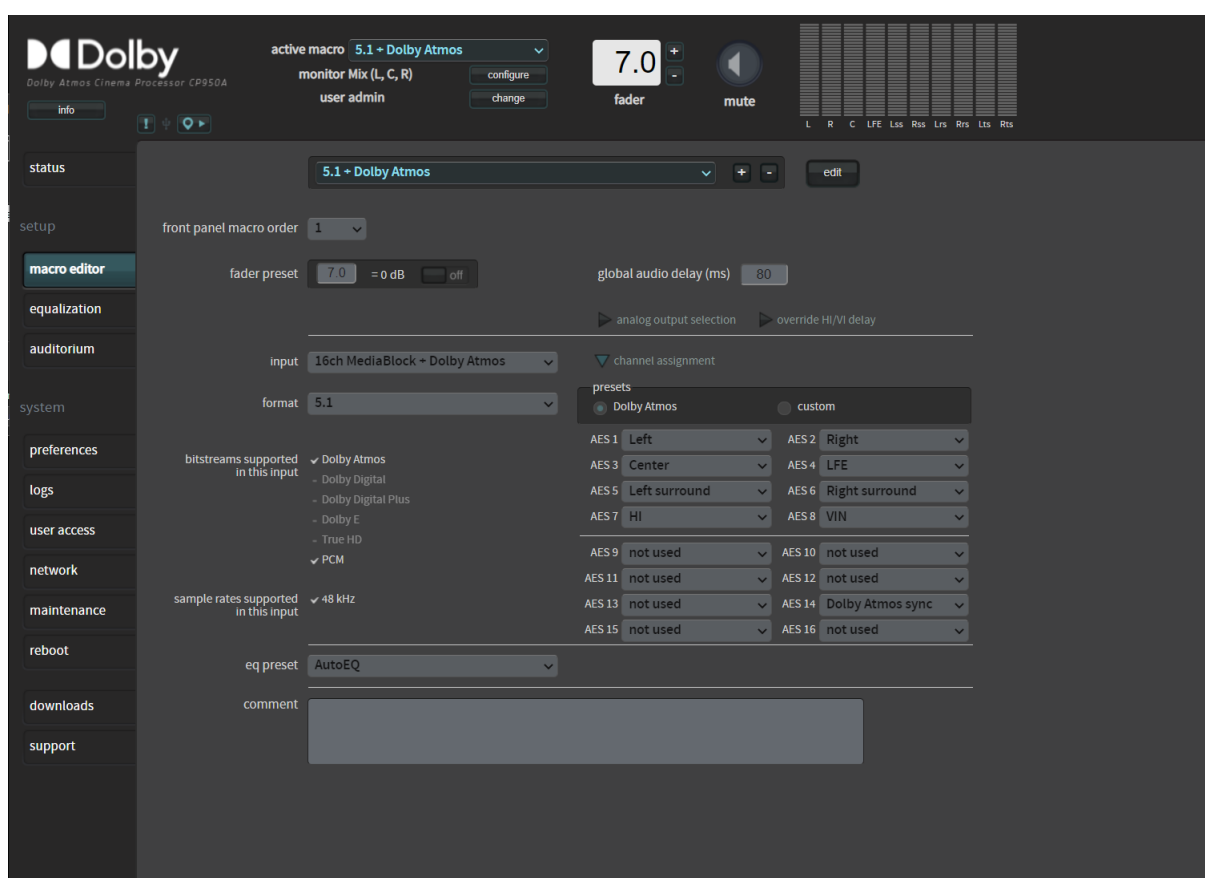 Dolby
Dolby Atmos Cinema Processor CP950A
info
active macro 5.1 + Dolby Atmos
monitor Mix (L, C, R) configure
user admin change
7.0 + -
fader mute
L R C LFE Lss Rss Lrs Rrs Lts Rts
status
setup
macro editor
equalization
auditorium
system
preferences
logs
user access
network
maintenance
reboot
downloads
support
5.1 + Dolby Atmos + - edit
front panel macro order 1
fader preset 7.0 = 0 dB off
global audio delay (ms) 80
analog output selection override HI/VI delay
input 16ch MediaBlock + Dolby Atmos
format 5.1
bitstreams supported
in this input
Dolby Atmos
Dolby Digital
Dolby Digital Plus
Dolby E
True HD
PCM
sample rates supported
in this input
48 kHz
channel assignment
presets
Dolby Atmos custom
AES 1 Left AES 2 Right
AES 3 Center AES 4 LFE
AES 5 Left surround AES 6 Right surround
AES 7 HI AES 8 VIN
AES 9 not used AES 10 not used
AES 11 not used AES 12 not used
AES 13 not used AES 14 Dolby Atmos sync
AES 15 not used AES 16 not used
eq preset AutoEQ
comment